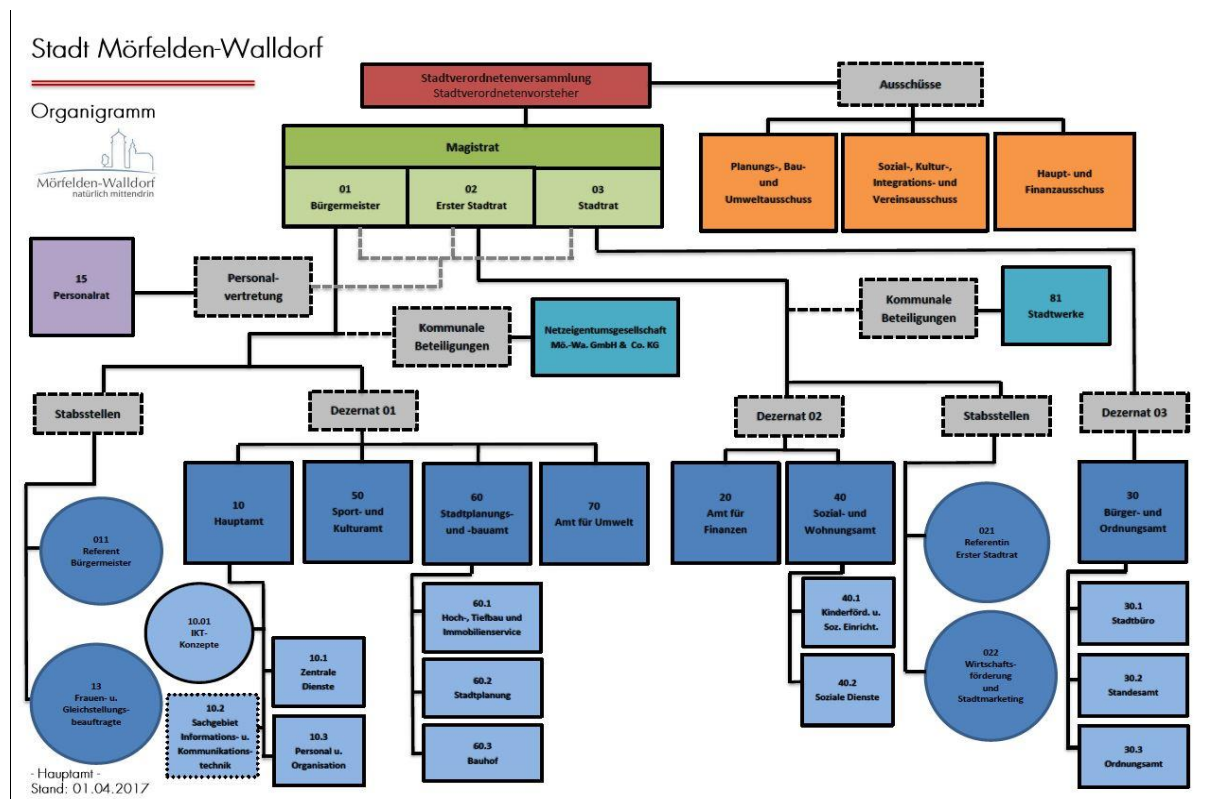 Stadt Mörfelden-Walldorf
Organigramm
Mörfelden-Walldorf
natürlich mittendrin
Stadtverordnetenversammlung
Stadtverordnetenvorsteher
Ausschüsse
Planungs-, Bau-
und
Umweltausschuss
Sozial-, Kultur-,
Integrations- und
Vereinsausschuss
Haupt- und
Finanzausschuss
Magistrat
01
Bürgermeister
02
Erster Stadtrat
03
Stadtrat
15
Personalrat
Personal-
vertretung
Kommunale
Beteiligungen
Netzeigentumsgesellschaft
Mö.-Wa. GmbH & Co. KG
Kommunale
Beteiligungen
81
Stadtwerke
Stabsstellen
Dezernat 01
Dezernat 02
Stabsstellen
Dezernat 03
10
Hauptamt
50
Sport- und
Kulturamt
60
Stadtplanungs-
und -bauamt
70
Amt für Umwelt
20
Amt für
Finanzen
40
Sozial- und
Wohnungsamt
30
Bürger- und
Ordnungsamt
011
Referent
Bürgermeister
13
Frauen- u.
Gleichstellungs-
beauftragte
10.01
IKT-
Konzepte
10.1
Zentrale
Dienste
10.2
Sachgebiet
Informations- u.
Kommunikations-
technik
10.3
Personal u.
Organisation
60.1
Hoch-, Tiefbau und
Immobilienservice
60.2
Stadtplanung
60.3
Bauhof
40.1
Kinderförd. u.
Soz. Einricht.
40.2
Soziale Dienste
021
Referentin
Erster Stadtrat
022
Wirtschafts-
förderung
und
Stadtmarketing
30.1
Stadtbüro
30.2
Standesamt
30.3
Ordnungsamt
- Hauptamt -
Stand: 01.04.2017